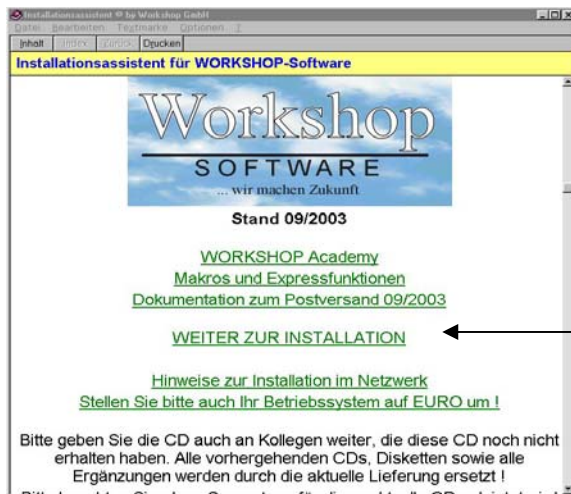 Installationsassistent © by Workshop GmbH
Datei Bearbeiten Textmarke Optionen ?
Inhalt Index Zurück Drucken
Installationsassistent für WORKSHOP-Software
Workshop
SOFTWARE
... wir machen Zukunft
Stand 09/2003
WORKSHOP Academy
Makros und Expressfunktionen
Dokumentation zum Postversand 09/2003
WEITER ZUR INSTALLATION
Hinweise zur Installation im Netzwerk
Stellen Sie bitte auch Ihr Betriebssystem auf EURO um !
Bitte geben Sie die CD auch an Kollegen weiter, die diese CD noch nicht
erhalten haben. Alle vorhergehenden CDs, Disketten sowie alle
Ergänzungen werden durch die aktuelle Lieferung ersetzt !